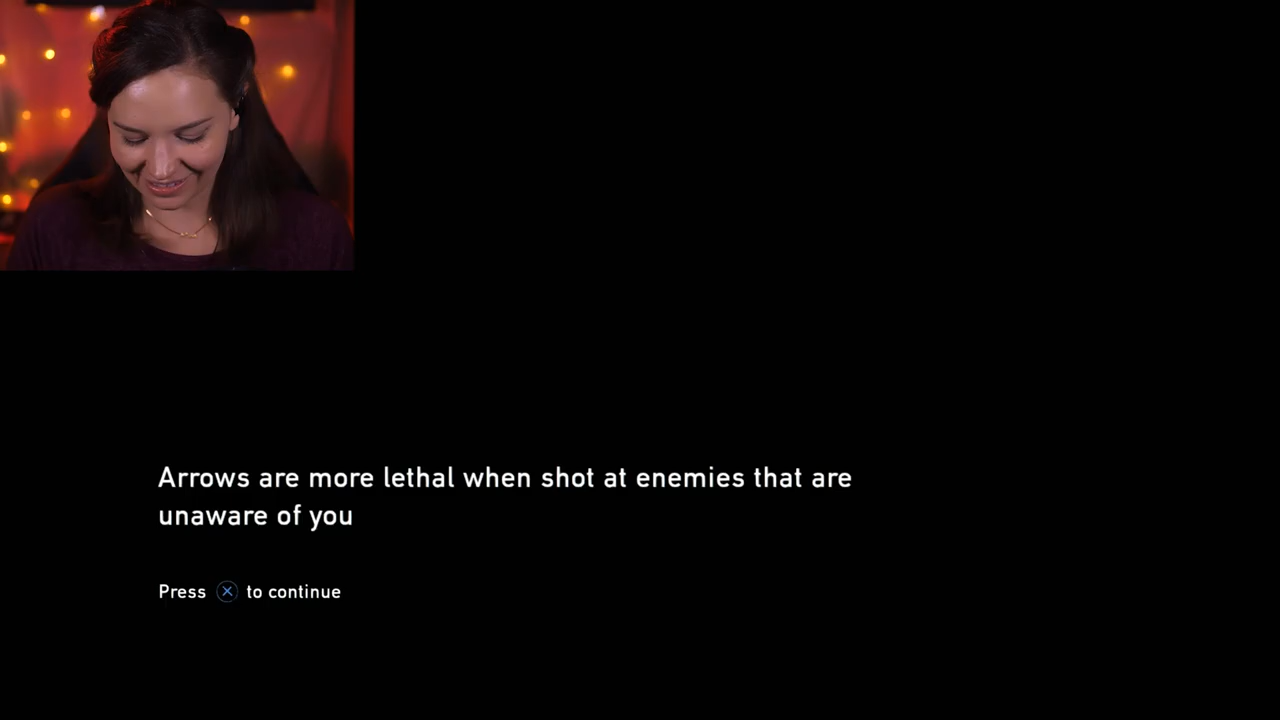 Arrows are more lethal when shot at enemies that are
unaware of you
Press ⓧ to continue